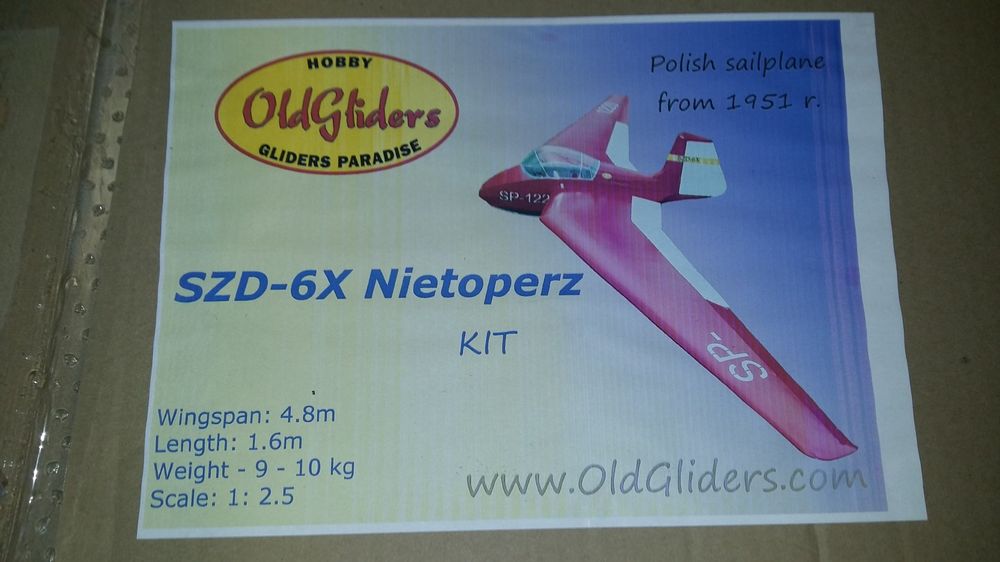 HOBBY
OldGliders
GLIDERS PARADISE
Polish sailplane
from 1951 r.
SP-122
SZD-6X Nietoperz
KIT
SP-
Wingspan: 4.8m
Length: 1.6m
Weight - 9 - 10 kg
Scale: 1: 2.5
www.OldGliders.com